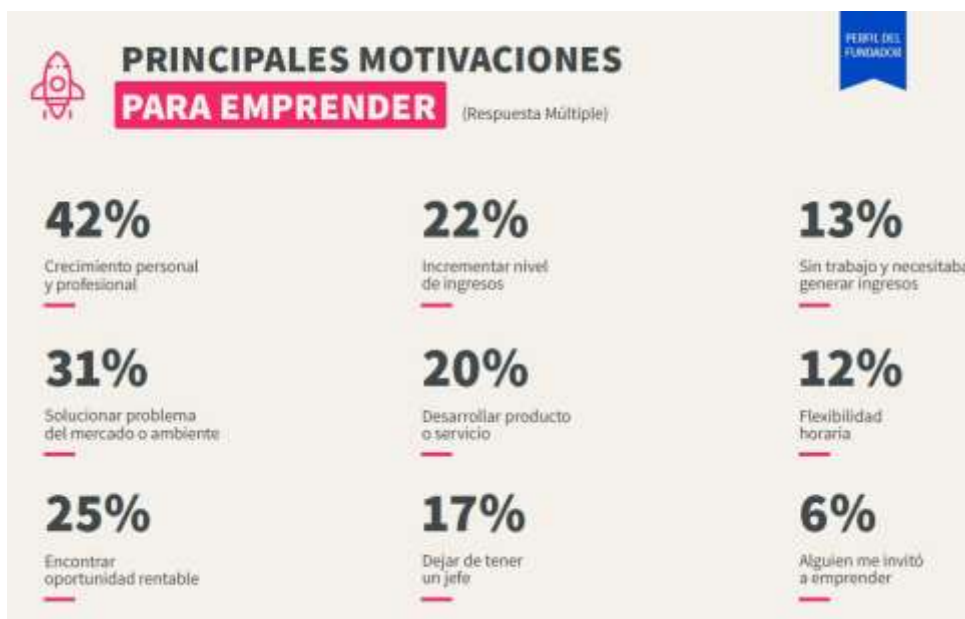 PRINCIPALES MOTIVACIONES
PARA EMPRENDER (Respuesta Múltiple)
PERFIL DEL
FUNDADOR
42%
Crecimiento personal
y profesional
22%
Incrementar nivel
de ingresos
13%
Sin trabajo y necesitaba
generar ingresos
31%
Solucionar problema
del mercado o ambiente
20%
Desarrollar producto
o servicio
12%
Flexibilidad
horaria
25%
Encontrar
oportunidad rentable
17%
Dejar de tener
un jefe
6%
Alguien me invitó
a emprender